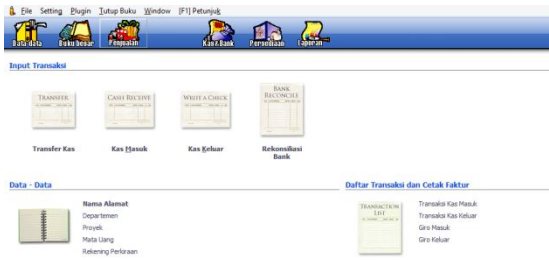 File Setting Plugin Tutup Buku Window [F1] Petunjuk
Data-data Buku besar Penjualan Kas&Bank Persediaan Laporan
Input Transaksi
TRANSFER CASH RECEIVE WRITE A CHECK BANK RECONCILE
Transfer Kas Kas Masuk Kas Keluar Rekonsiliasi Bank
Data - Data Daftar Transaksi dan Cetak Faktur
Nama Alamat
Departemen
Proyek
Mata Uang
Rekening Perkiraan
TRANSACTION LIST
Transaksi Kas Masuk
Transaksi Kas Keluar
Giro Masuk
Giro Keluar